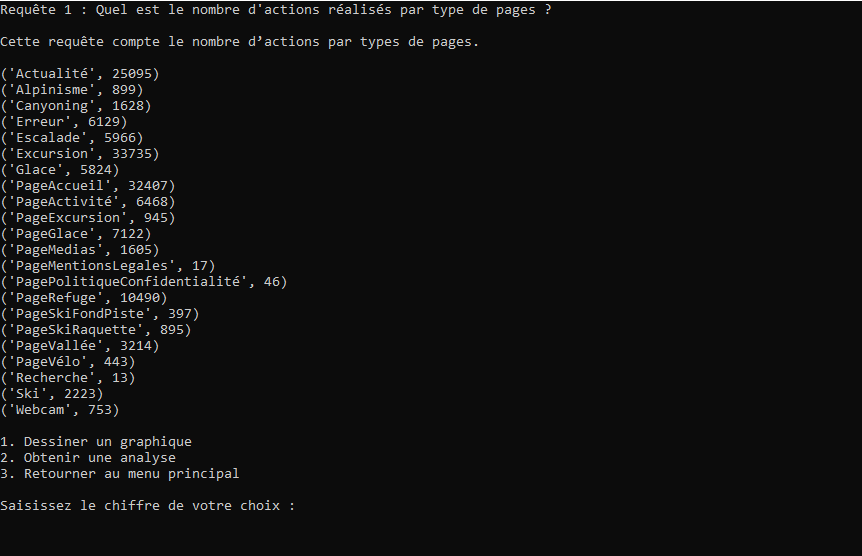 Requête 1 : Quel est le nombre d'actions réalisés par type de pages ?
Cette requête compte le nombre d’actions par types de pages.
('Actualité', 25095)
('Alpinisme', 899)
('Canyoning', 1628)
('Erreur', 6129)
('Escalade', 5966)
('Excursion', 33735)
('Glace', 5824)
('PageAccueil', 32407)
('PageActivité', 6468)
('PageExcursion', 945)
('PageGlace', 7122)
('PageMedias', 1605)
('PageMentionsLegales', 17)
('PagePolitiqueConfidentialité', 46)
('PageRefuge', 10490)
('PageSkiFondPiste', 397)
('PageSkiRaquette', 895)
('PageVallée', 3214)
('PageVélo', 443)
('Recherche', 13)
('Ski', 2223)
('Webcam', 753)
1. Dessiner un graphique
2. Obtenir une analyse
3. Retourner au menu principal
Saisissez le chiffre de votre choix :